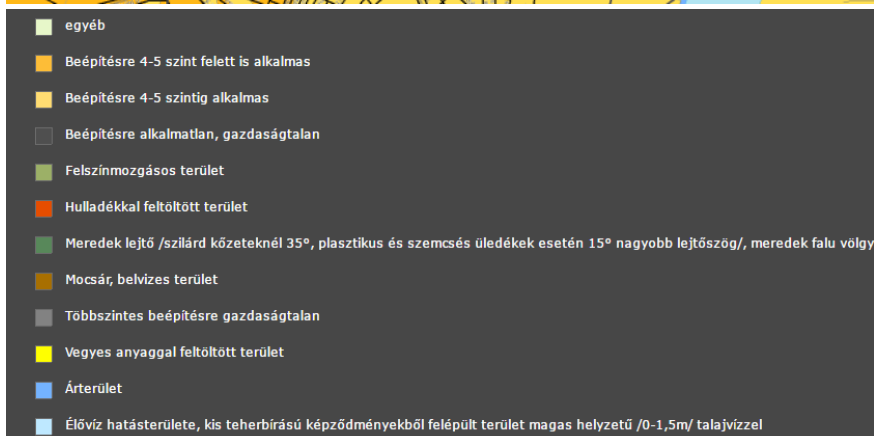 egyéb
Beépítésre 4-5 szint felett is alkalmas
Beépítésre 4-5 szintig alkalmas
Beépítésre alkalmatlan, gazdaságtalan
Felszínmozgásos terület
Hulladékkal feltöltött terület
Meredek lejtő /szilárd kőzeteknél 35°, plasztikus és szemcsés üledékek esetén 15° nagyobb lejtőszög/, meredek falu völgy
Mocsár, belvizes terület
Többszintes beépítésre gazdaságtalan
Vegyes anyaggal feltöltött terület
Árterület
Élővíz hatásterülete, kis teherbírású képződményekből felépült terület magas helyzetű /0-1,5m/ talajvízzel